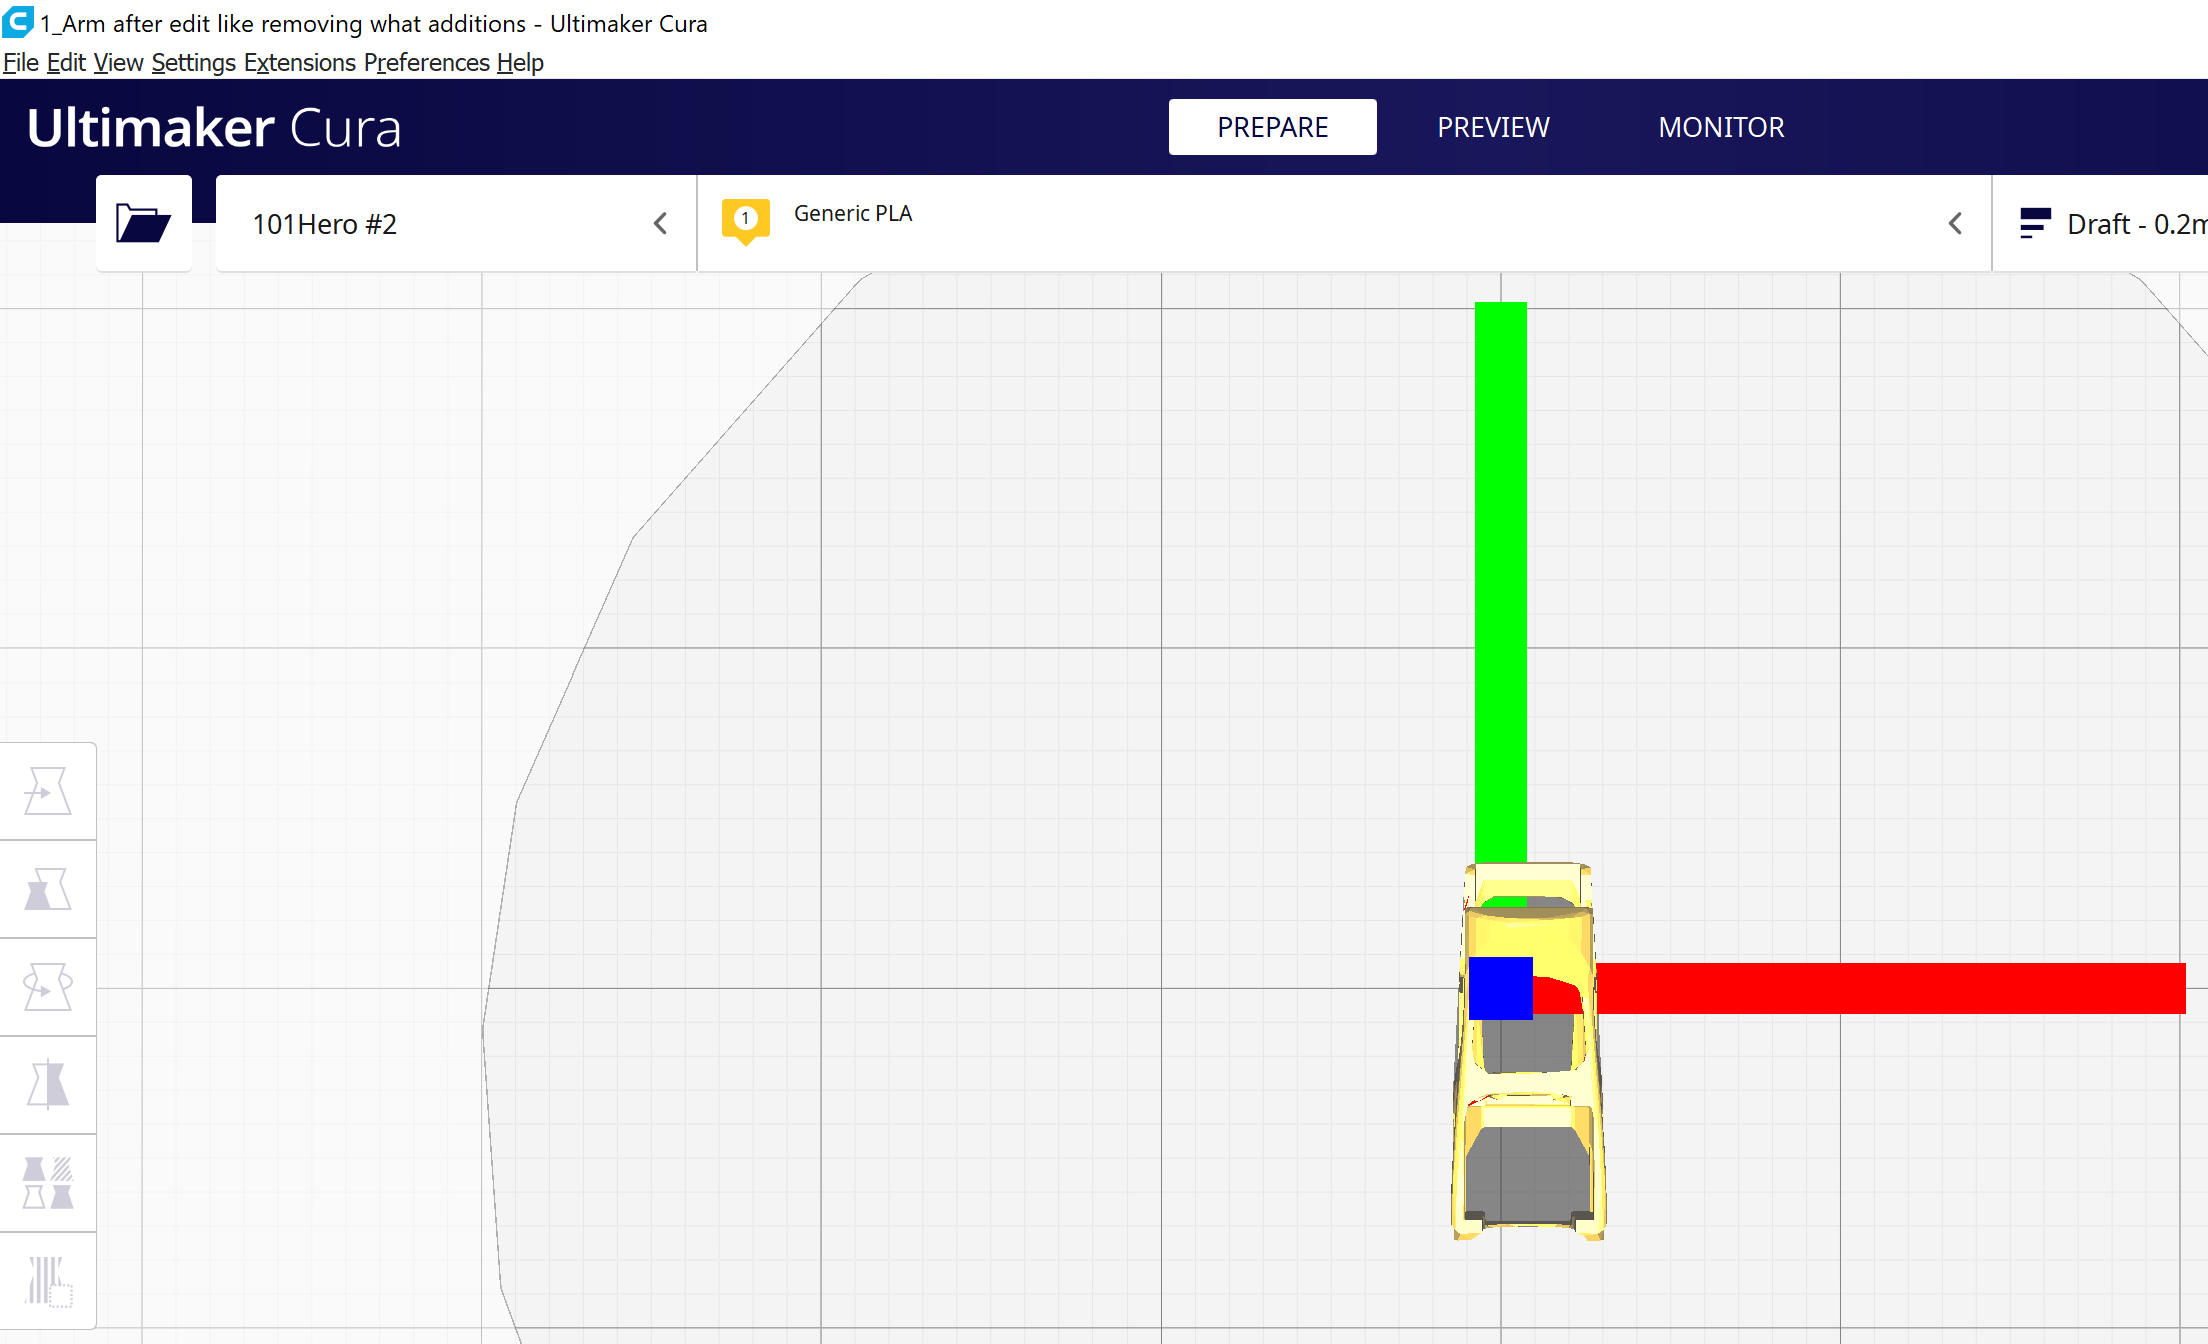 1_Arm after edit like removing what additions - Ultimaker Cura
File Edit View Settings Extensions Preferences Help
Ultimaker Cura
PREPARE PREVIEW MONITOR
101Hero #2
1
Generic PLA
Draft - 0.2m